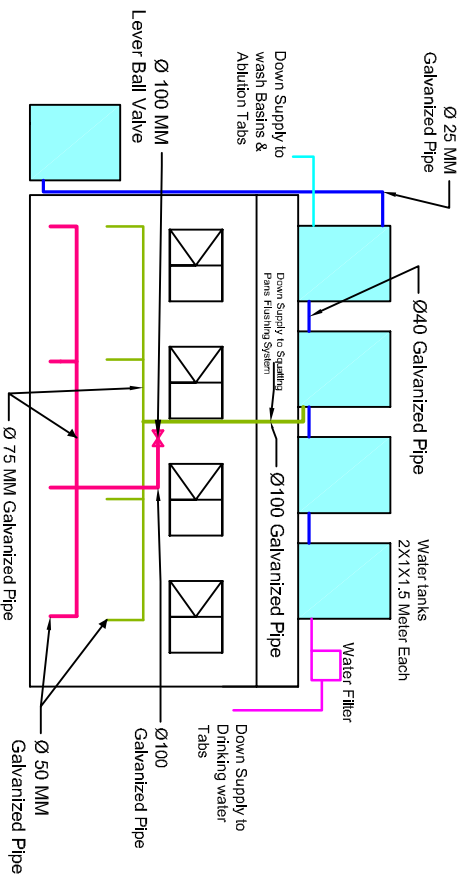 Ø 25 MM
Galvanized Pipe
Down Supply to
wash Basins &
Ablution Tabs
Ø 100 MM
Lever Ball Valve
Ø40 Galvanized Pipe
Water tanks
2X1X1.5 Meter Each
Water Filter
Down Supply to Squatting
Pans Flushing System
Ø100 Galvanized Pipe
Down Supply to
Drinking water
Tabs
Ø100
Galvanized Pipe
Ø 75 MM Galvanized Pipe
Ø 50 MM
Galvanized Pipe